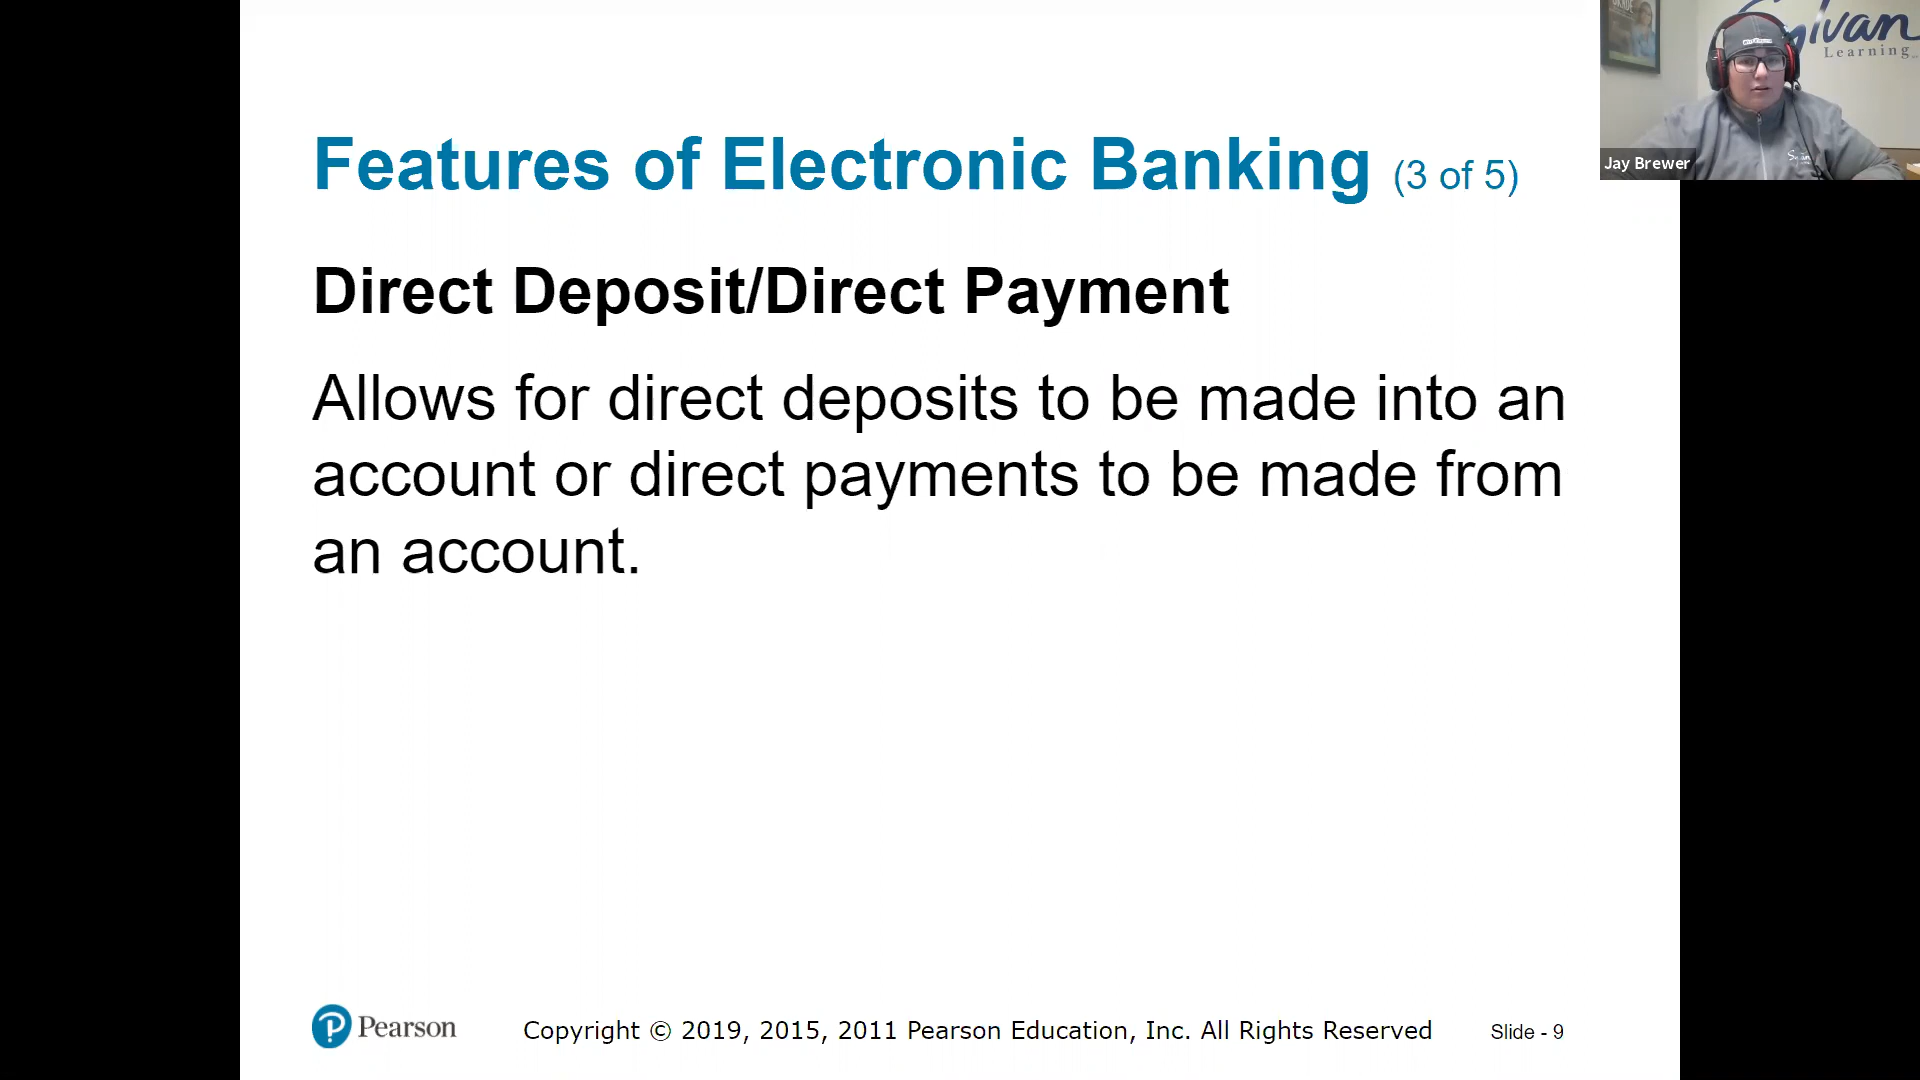 Features of Electronic Banking (3 of 5)
Direct Deposit/Direct Payment
Allows for direct deposits to be made into an
account or direct payments to be made from
an account.
Pearson
Copyright © 2019, 2015, 2011 Pearson Education, Inc. All Rights Reserved
Slide - 9
Sylvan
Learning
Jay Brewer